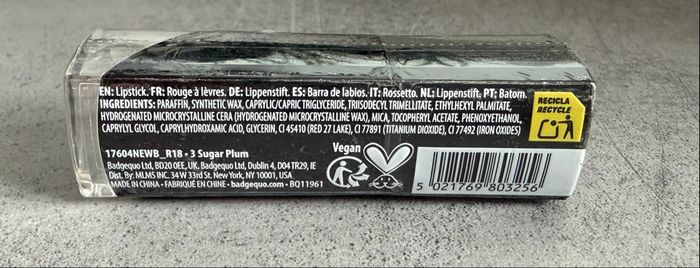 EN: Lipstick. FR: Rouge à lèvres. DE: Lippenstift. ES: Barra de labios. IT: Rossetto. NL: Lippenstift. PT: Batom.
INGREDIENTS: PARAFFIN, SYNTHETIC WAX, CAPRYLIC/CAPRIC TRIGLYCERIDE, TRIISODECYL TRIMELLITATE, ETHYLHEXYL PALMITATE,
HYDROGENATED MICROCRYSTALLINE CERA (HYDROGENATED MICROCRYSTALLINE WAX), MICA, TOCOPHERYL ACETATE, PHENOXYETHANOL,
CAPRYLYL GLYCOL, CAPRYLHYDROXAMIC ACID, GLYCERIN, CI 45410 (RED 27 LAKE), CI 77891 (TITANIUM DIOXIDE), CI 77492 (IRON OXIDES)
RECICLA
RECYCLE
17604NEWB_R18 • 3 Sugar Plum
Badgequo Ltd, BD20 0EE, UK. Badgequo Ltd, Dublin 4, D04 TR29, IE
Dist. By: MLMS INC. 34 W 33rd St. New York, NY 10001, USA
MADE IN CHINA • FABRIQUÉ EN CHINE • badgequo.com • BQ11961
Vegan
5 021769 803256